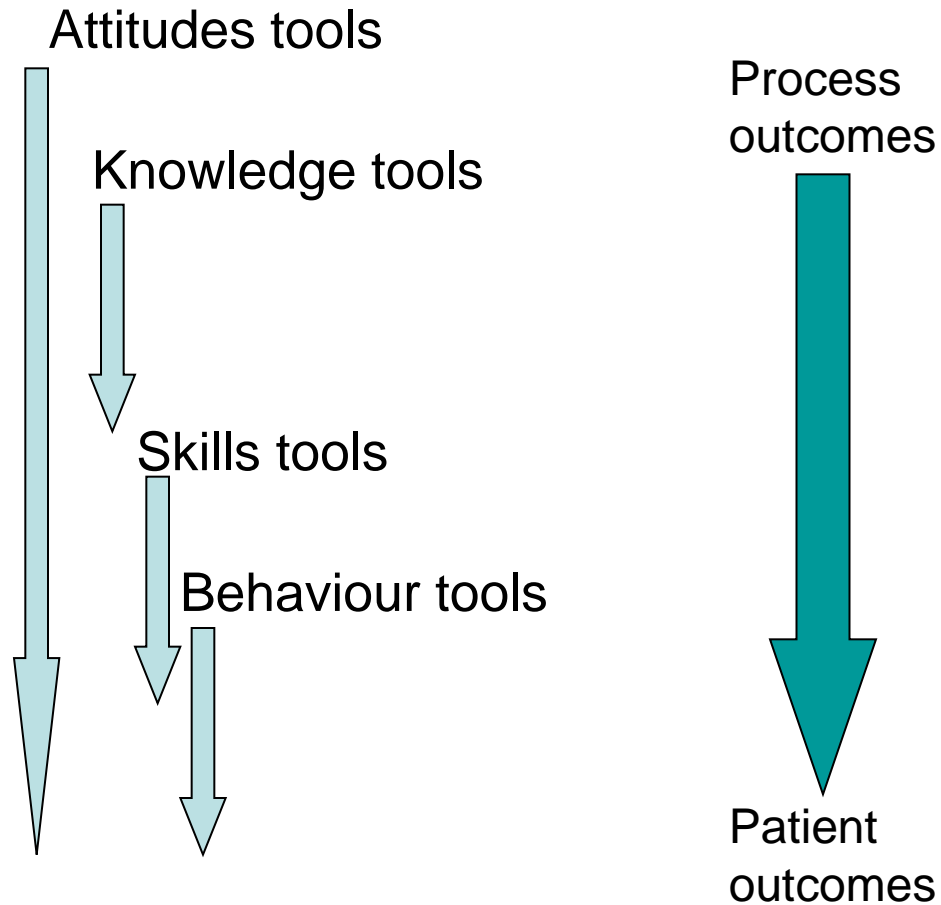 Attitudes tools
Process
outcomes
Knowledge tools
Skills tools
Behaviour tools
Patient
outcomes